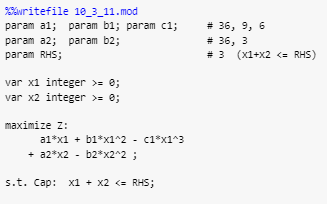 %%writefile 10_3_11.mod
param a1;  param b1; param c1;     # 36, 9, 6
param a2;  param b2;               # 36, 3
param RHS;                         # 3  (x1+x2 <= RHS)
var x1 integer >= 0;
var x2 integer >= 0;
maximize Z:
      a1*x1 + b1*x1^2 - c1*x1^3
    + a2*x2 - b2*x2^2 ;
s.t. Cap:  x1 + x2 <= RHS;